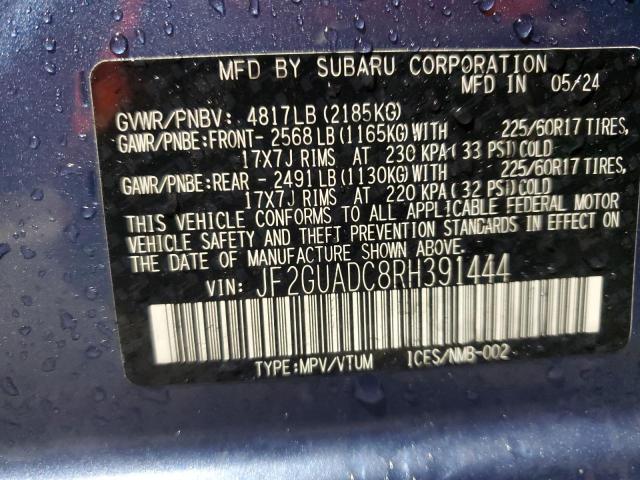 MFD BY SUBARU CORPORATION
MFD IN 05/24
GVWR/PNBV: 4817LB (2185KG)
GAWR/PNBE:FRONT- 2568LB (1165KG) WITH 225/60R17 TIRES,
17X7J RIMS AT 230 KPA (33 PSI) COLD
GAWR/PNBE:REAR - 2491LB (1130KG) WITH 225/60R17 TIRES,
17X7J RIMS AT 220 KPA (32 PSI) COLD
THIS VEHICLE CONFORMS TO ALL APPLICABLE FEDERAL MOTOR
VEHICLE SAFETY AND THEFT PREVENTION STANDARDS IN EFFECT ON
THE DATE OF MANUFACTURE SHOWN ABOVE.
VIN: JF2GUADC8RH391444
TYPE:MPV/VTUM ICES/NMB-002